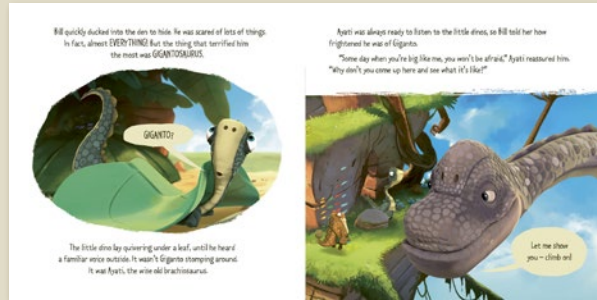 Bill quickly ducked into the den to hide. He was scared of lots of things.
In fact, almost EVERYTHING! But the thing that terrified him
the most was GIGANTOSAURUS.
GIGANTO?
The little dino lay quivering under a leaf, until he heard
a familiar voice outside. It wasn't Giganto stomping around.
It was Ayati, the wise old brachiosaurus.
Ayati was always ready to listen to the little dinos, so Bill told her how
frightened he was of Giganto.
"Some day when you're big like me, you won't be afraid," Ayati reassured him.
"Why don't you come up here and see what it's like?"
Let me show
you – climb on!